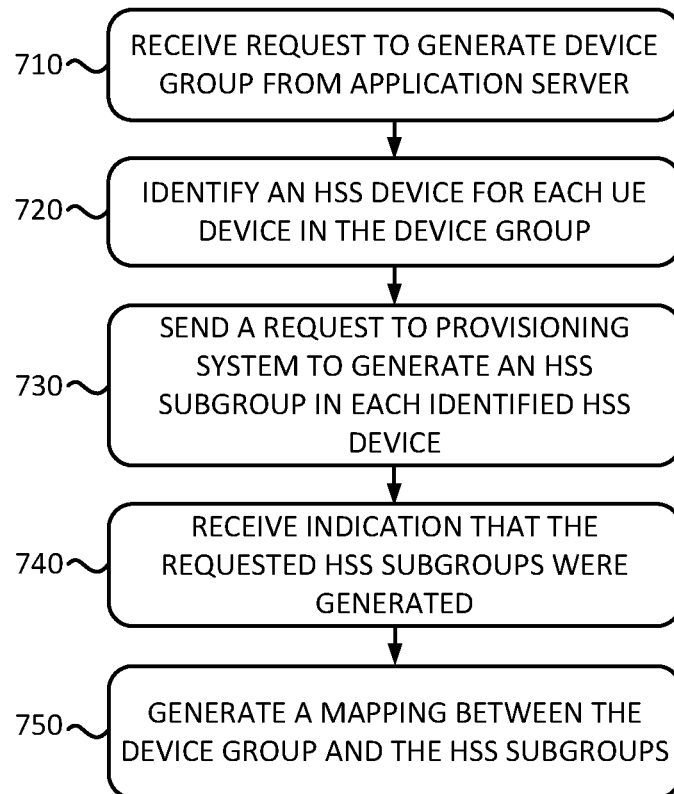 710
RECEIVE REQUEST TO GENERATE DEVICE
GROUP FROM APPLICATION SERVER
720
IDENTIFY AN HSS DEVICE FOR EACH UE
DEVICE IN THE DEVICE GROUP
730
SEND A REQUEST TO PROVISIONING
SYSTEM TO GENERATE AN HSS
SUBGROUP IN EACH IDENTIFIED HSS
DEVICE
740
RECEIVE INDICATION THAT THE
REQUESTED HSS SUBGROUPS WERE
GENERATED
750
GENERATE A MAPPING BETWEEN THE
DEVICE GROUP AND THE HSS SUBGROUPS